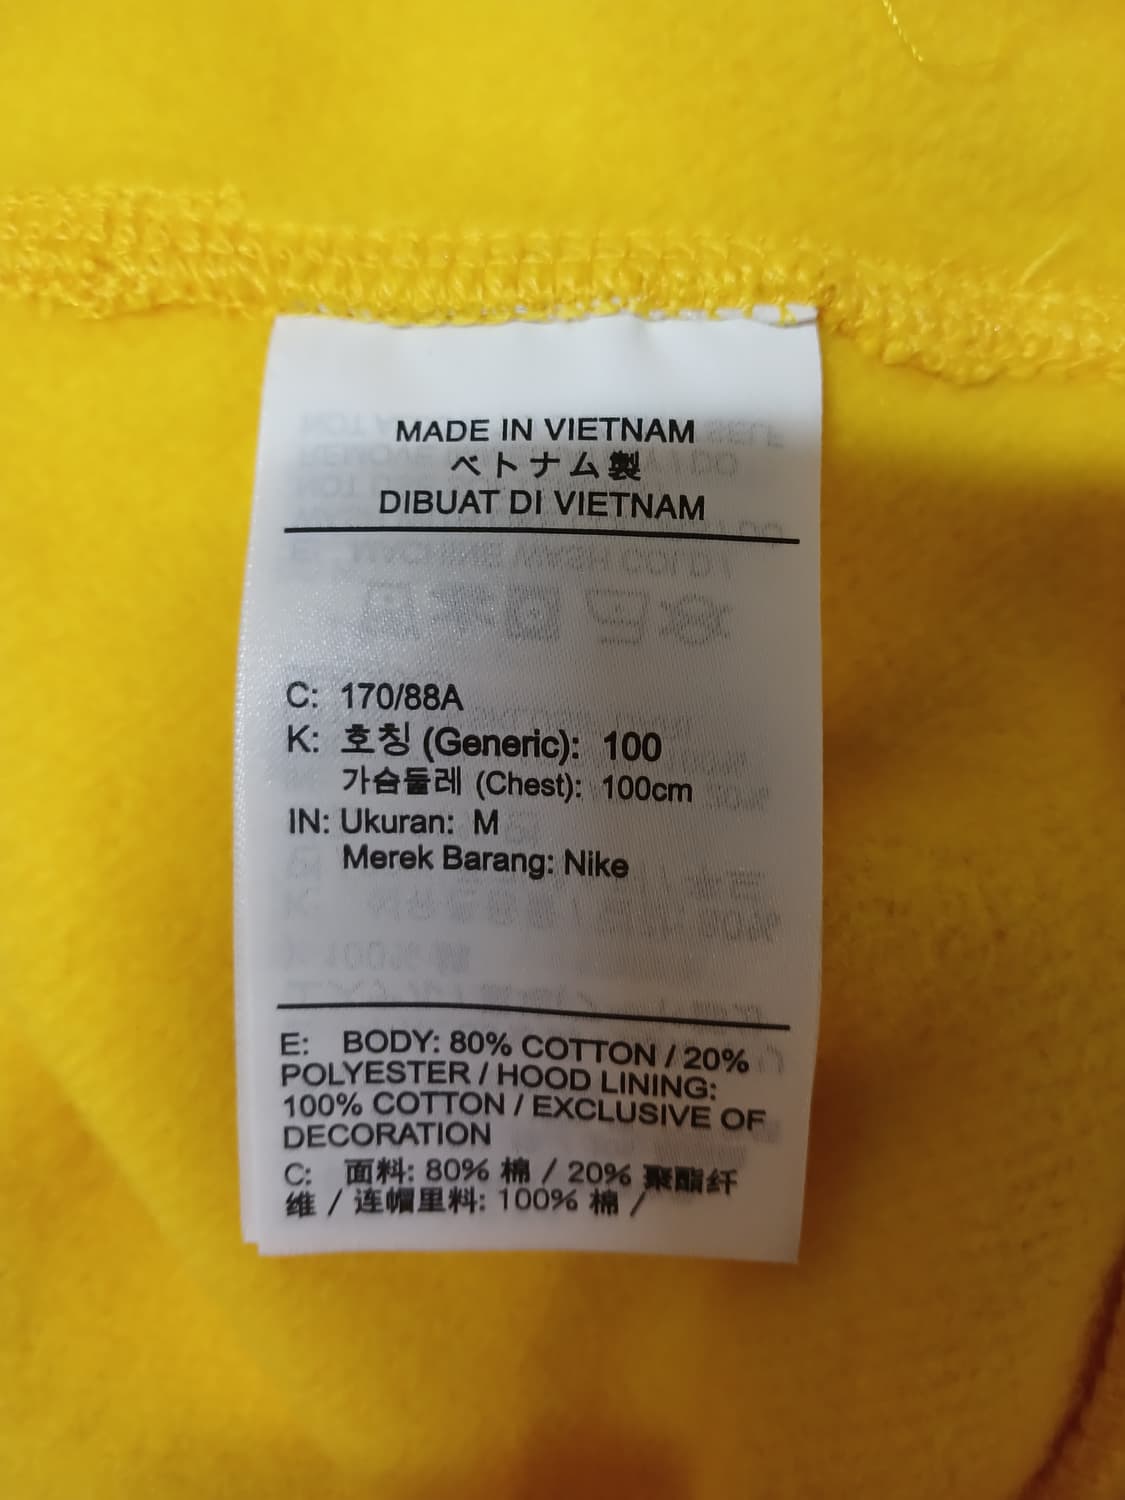 MADE IN VIETNAM
ベトナム製
DIBUAT DI VIETNAM
C: 170/88A
K: 호칭 (Generic): 100
가슴둘레 (Chest): 100cm
IN: Ukuran: M
Merek Barang: Nike
E: BODY: 80% COTTON / 20%
POLYESTER / HOOD LINING:
100% COTTON / EXCLUSIVE OF
DECORATION
C: 面料: 80% 棉 / 20% 聚酯纤
维 / 连帽里料: 100% 棉 /